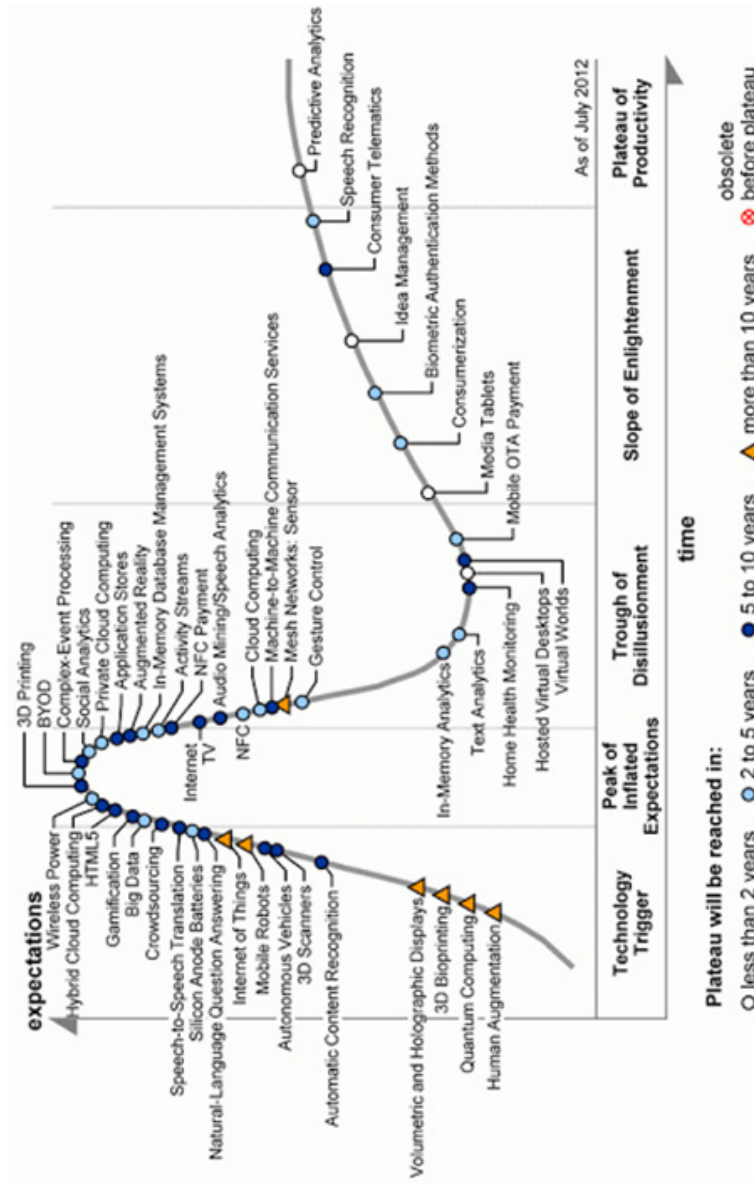 expectations
3D Printing
BYOD
Complex-Event Processing
Social Analytics
Private Cloud Computing
Application Stores
Augmented Reality
In-Memory Database Management Systems
Activity Streams
NFC Payment
Internet
TV
Audio Mining/Speech Analytics
NFC
Cloud Computing
Machine-to-Machine Communication Services
Mesh Networks: Sensor
Gesture Control
Wireless Power
Hybrid Cloud Computing
HTML5
Gamification
Big Data
Crowdsourcing
Speech-to-Speech Translation
Silicon Anode Batteries
Natural-Language Question Answering
Internet of Things
Mobile Robots
Autonomous Vehicles
3D Scanners
Automatic Content Recognition
Volumetric and Holographic Displays
3D Bioprinting
Quantum Computing
Human Augmentation
In-Memory Analytics
Text Analytics
Home Health Monitoring
Hosted Virtual Desktops
Virtual Worlds
Mobile OTA Payment
Media Tablets
Consumerization
Biometric Authentication Methods
Idea Management
Consumer Telematics
Speech Recognition
Predictive Analytics
As of July 2012
Technology
Trigger
Peak of
Inflated
Expectations
Trough of
Disillusionment
Slope of Enlightenment
Plateau of
Productivity
time
Plateau will be reached in:
less than 2 years
2 to 5 years
5 to 10 years
more than 10 years
obsolete
before plateau